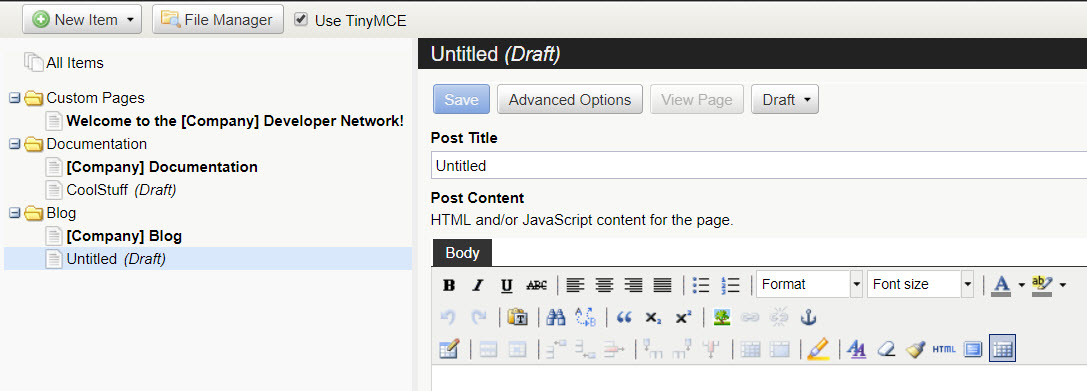 New Item File Manager Use TinyMCE
All Items
Custom Pages
Welcome to the [Company] Developer Network!
Documentation
[Company] Documentation
CoolStuff (Draft)
Blog
[Company] Blog
Untitled (Draft)
Untitled (Draft)
Save Advanced Options View Page Draft
Post Title
Untitled
Post Content
HTML and/or JavaScript content for the page.
Body
B I U ABC Format Font size A ab
T A B “ x₂ x²
A HTML